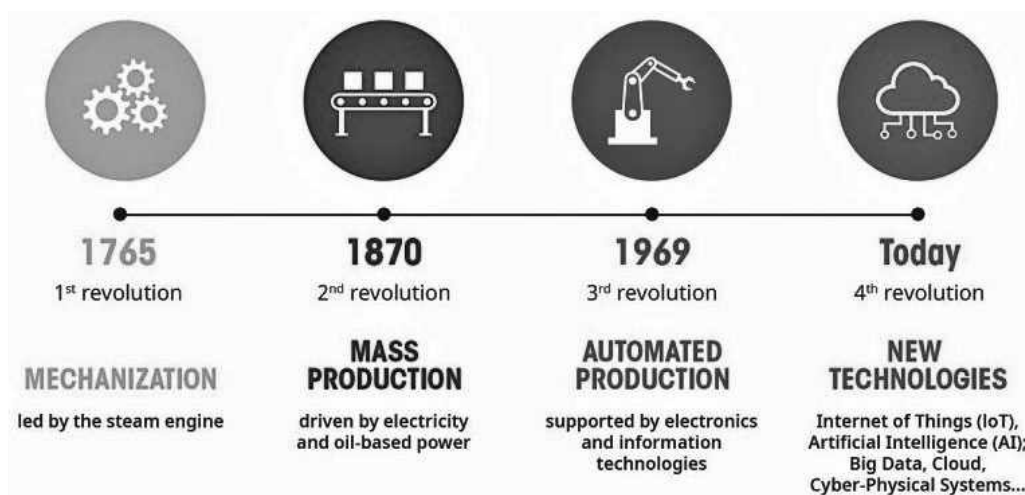 1765
1st revolution
MECHANIZATION
led by the steam engine
1870
2nd revolution
MASS
PRODUCTION
driven by electricity
and oil-based power
1969
3rd revolution
AUTOMATED
PRODUCTION
supported by electronics
and information
technologies
Today
4th revolution
NEW
TECHNOLOGIES
Internet of Things (IoT),
Artificial Intelligence (AI);
Big Data, Cloud,
Cyber-Physical Systems...